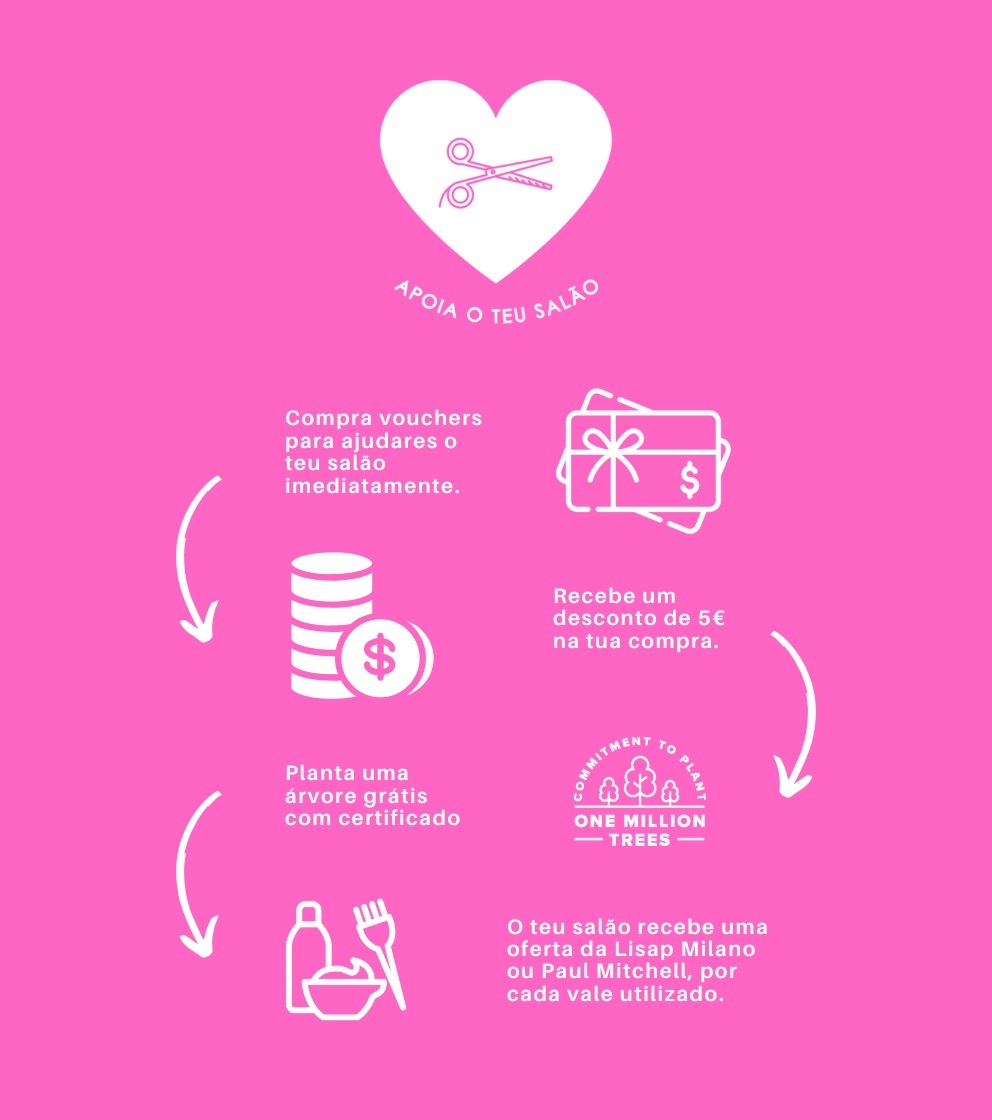 APOIA O TEU SALÃO
Compra vouchers
para ajudares o
teu salão
imediatamente.
$
Recebe um
desconto de 5€
na tua compra.
$
COMMITMENT TO PLANT
ONE MILLION
TREES
Planta uma
árvore grátis
com certificado
O teu salão recebe uma
oferta da Lisap Milano
ou Paul Mitchell, por
cada vale utilizado.